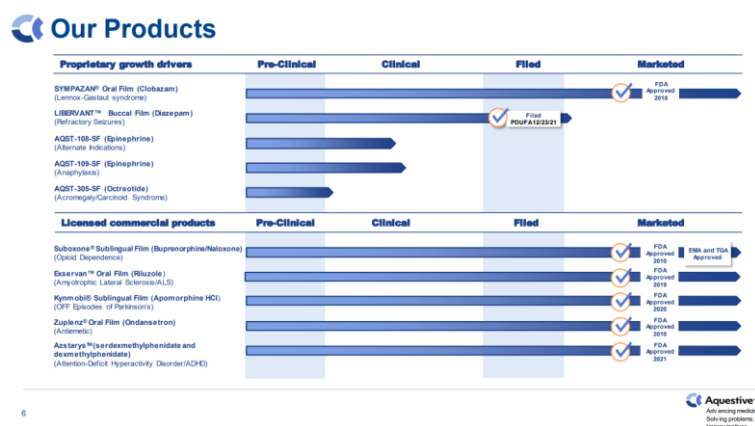 Our Products
Proprietary growth drivers Pre-Clinical Clinical Filed Marketed
SYMPAZAN® Oral Film (Clobazam)
(Lennox-Gastaut syndrome)
FDA
Approved
2018
LIBERVANT™ Buccal Film (Diazepam)
(Refractory Seizures)
Filed
PDUFA 12/23/21
AQST-108-SF (Epinephrine)
(Alternate Indications)
AQST-109-SF (Epinephrine)
(Anaphylaxis)
AQST-305-SF (Octreotide)
(Acromegaly/Carcinoid Syndrome)
Licensed commercial products Pre-Clinical Clinical Filed Marketed
Suboxone® Sublingual Film (Buprenorphine/Naloxone)
(Opioid Dependence)
FDA
Approved
2010
EMA and TGA
Approved
Exservan™ Oral Film (Riluzole)
(Amyotrophic Lateral Sclerosis/ALS)
FDA
Approved
2019
Kynmobi® Sublingual Film (Apomorphine HCl)
(OFF Episodes of Parkinson's)
FDA
Approved
2020
Zuplenz® Oral Film (Ondansetron)
(Antiemetic)
FDA
Approved
2010
Azstarys™(serdexmethylphenidate and
dexmethylphenidate)
(Attention-Deficit Hyperactivity Disorder/ADHD)
FDA
Approved
2021
6
Aquestive
Advancing medicin
Solving problems.